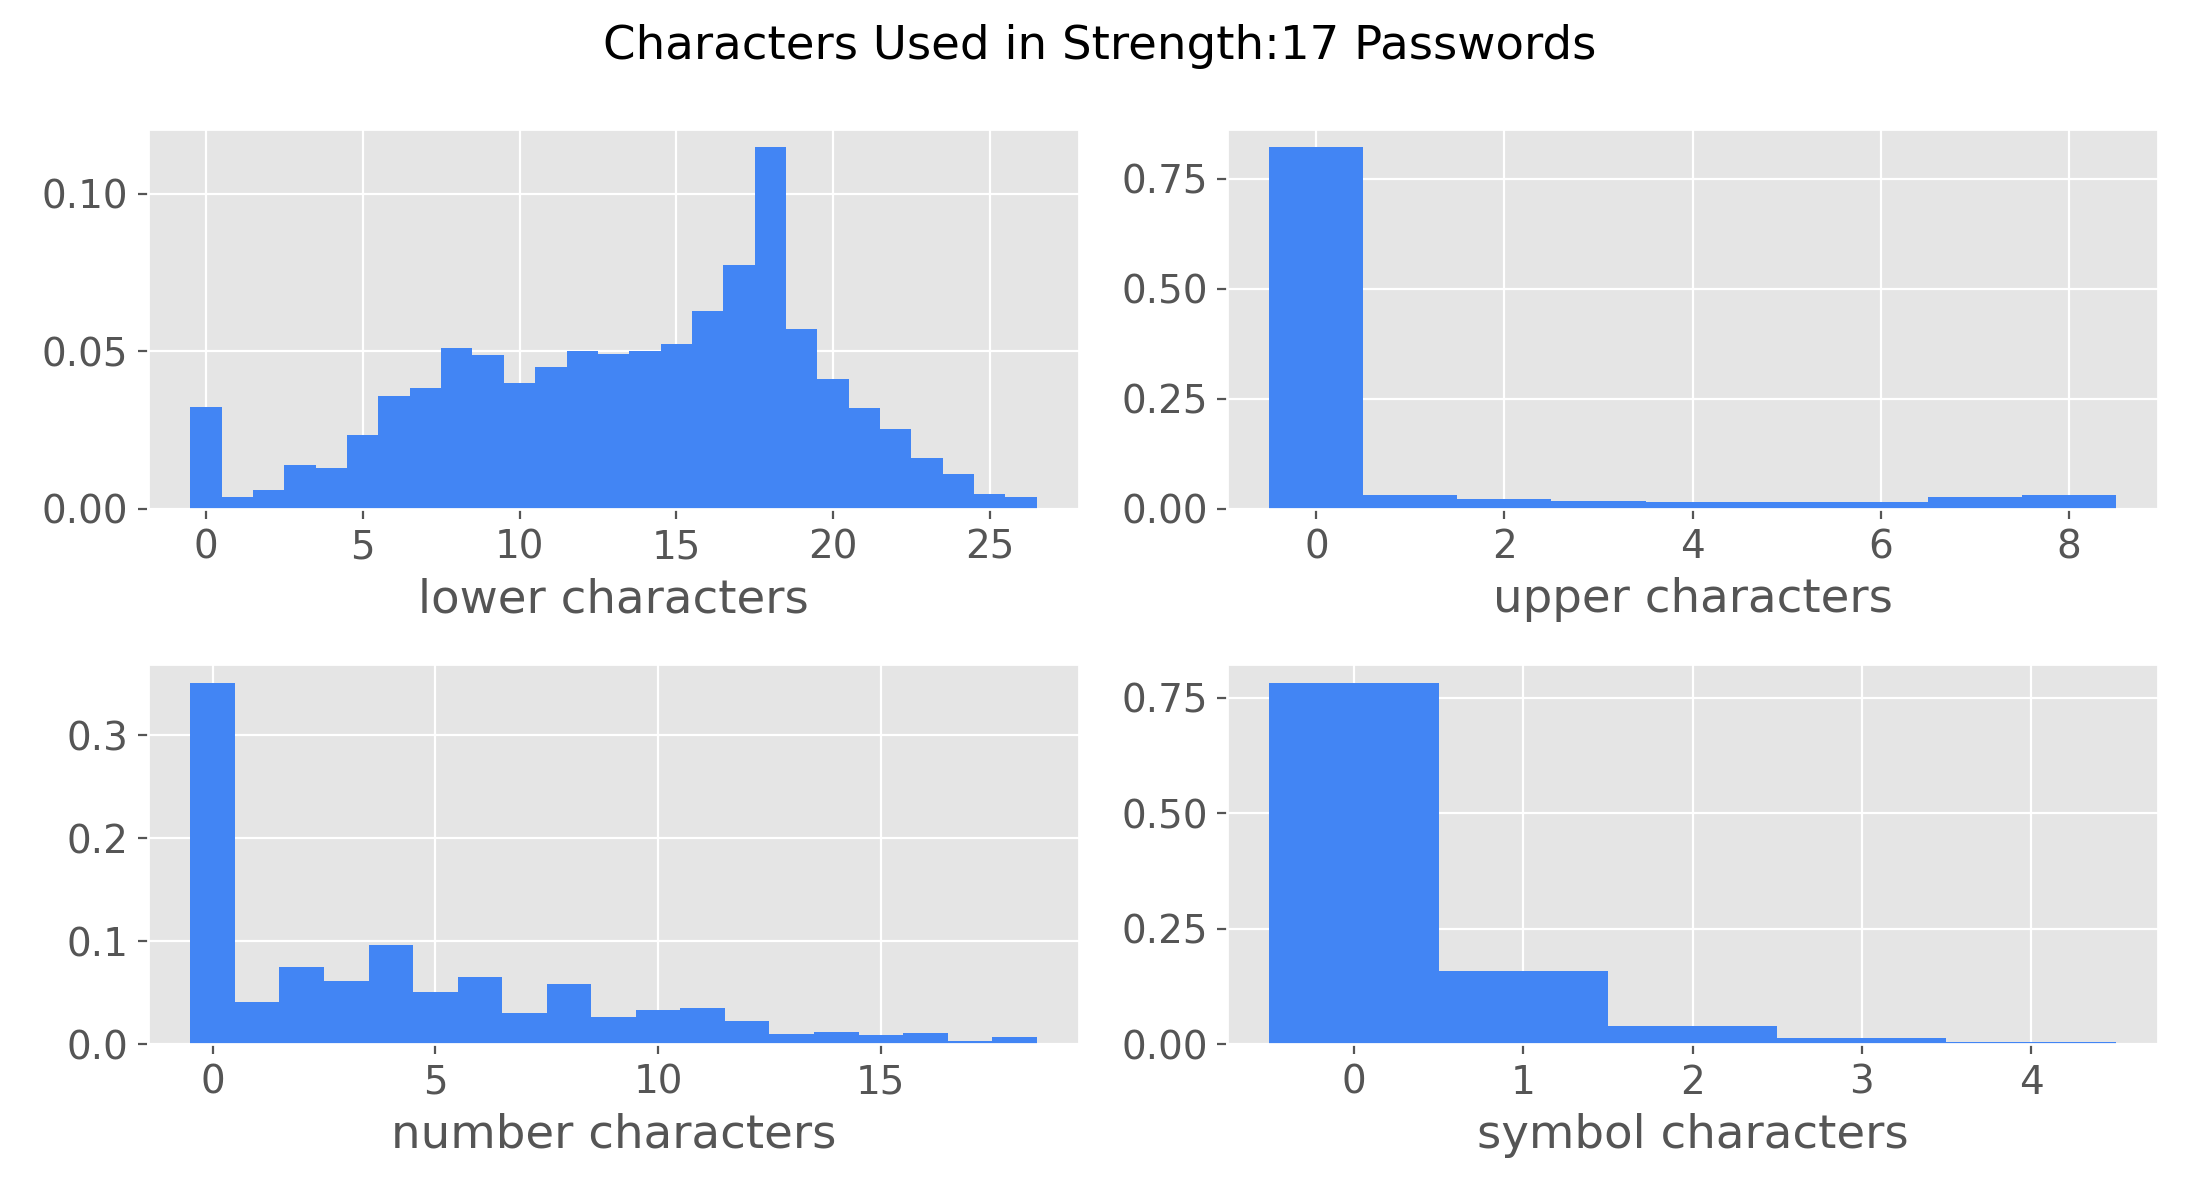 Characters Used in Strength:17 Passwords
0.10
0.05
0.00
0 5 10 15 20 25
lower characters
0.75
0.50
0.25
0.00
0 2 4 6 8
upper characters
0.3
0.2
0.1
0.0
0 5 10 15
number characters
0.75
0.50
0.25
0.00
0 1 2 3 4
symbol characters